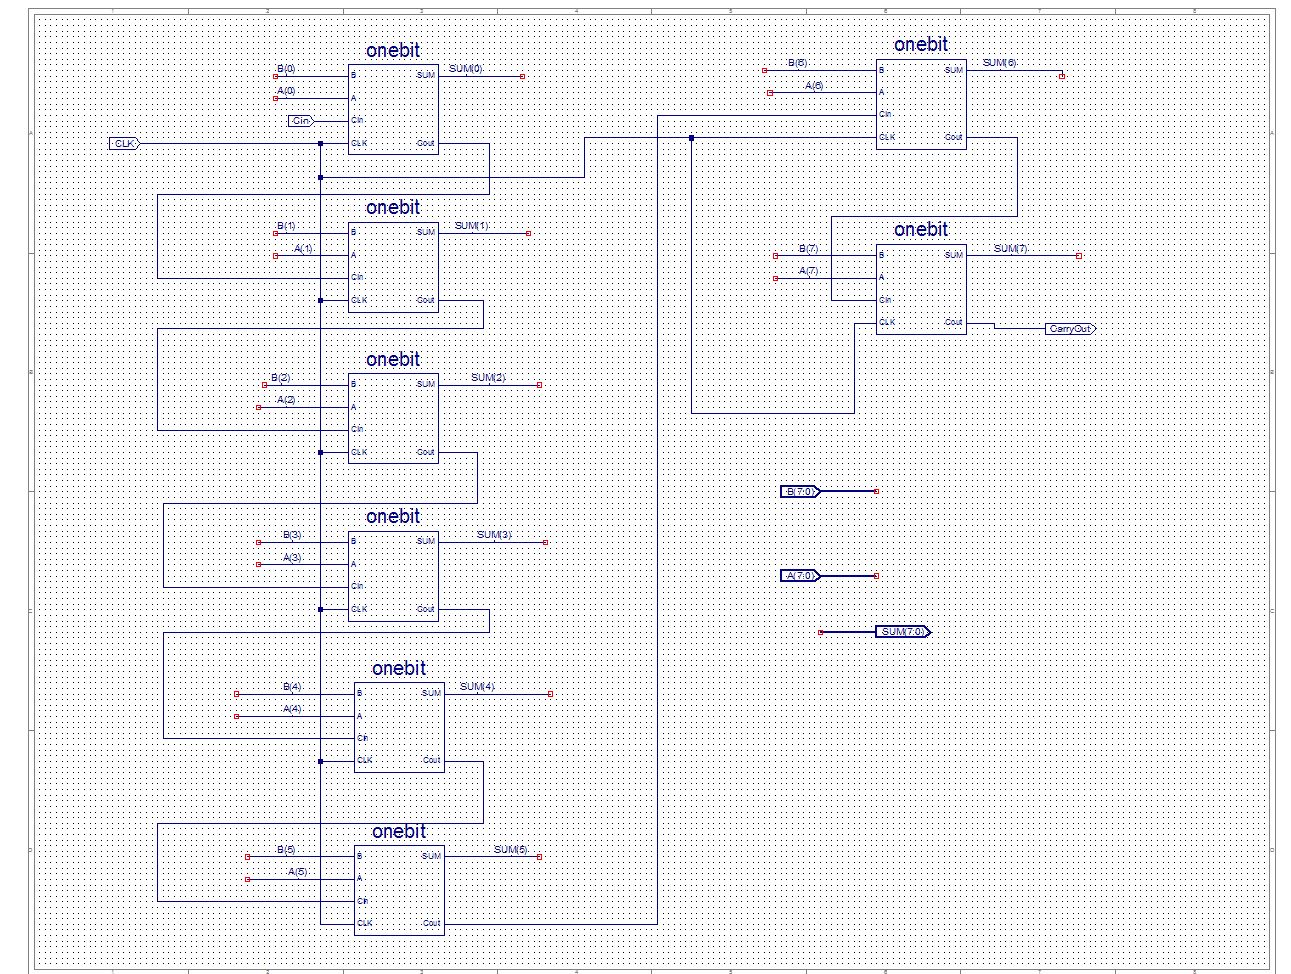 onebit
B(0) B SUM SUM(0)
A(0) A
Cin Cin
CLK CLK Cout
onebit
B(1) B SUM SUM(1)
A(1) A
Cin
CLK Cout
onebit
B(2) B SUM SUM(2)
A(2) A
Cin
CLK Cout
onebit
B(3) B SUM SUM(3)
A(3) A
Cin
CLK Cout
onebit
B(4) B SUM SUM(4)
A(4) A
Cin
CLK Cout
onebit
B(5) B SUM SUM(5)
A(5) A
Cin
CLK Cout
onebit
B(6) B SUM SUM(6)
A(6) A
Cin
CLK Cout
onebit
B(7) B SUM SUM(7)
A(7) A
Cin
CLK Cout CarryOut
B(7:0)
A(7:0)
SUM(7:0)